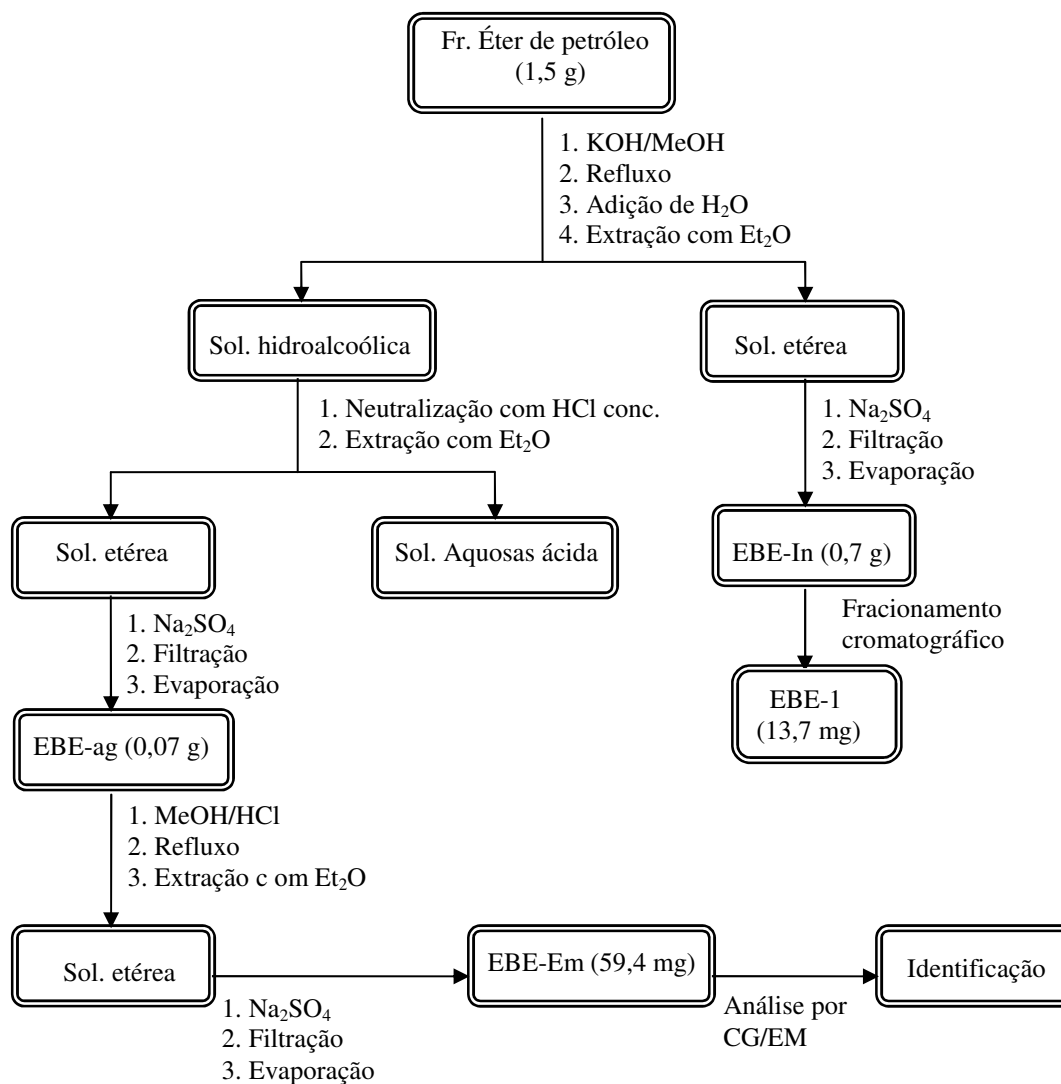 Fr. Éter de petróleo
(1,5 g)
1. KOH/MeOH
2. Refluxo
3. Adição de H₂O
4. Extração com Et₂O
Sol. hidroalcoólica
Sol. etérea
1. Neutralização com HCl conc.
2. Extração com Et₂O
1. Na₂SO₄
2. Filtração
3. Evaporação
Sol. etérea
Sol. Aquosas ácida
EBE-In (0,7 g)
1. Na₂SO₄
2. Filtração
3. Evaporação
Fracionamento
cromatográfico
EBE-ag (0,07 g)
EBE-1
(13,7 mg)
1. MeOH/HCl
2. Refluxo
3. Extração c om Et₂O
Sol. etérea
1. Na₂SO₄
2. Filtração
3. Evaporação
EBE-Em (59,4 mg)
Análise por
CG/EM
Identificação